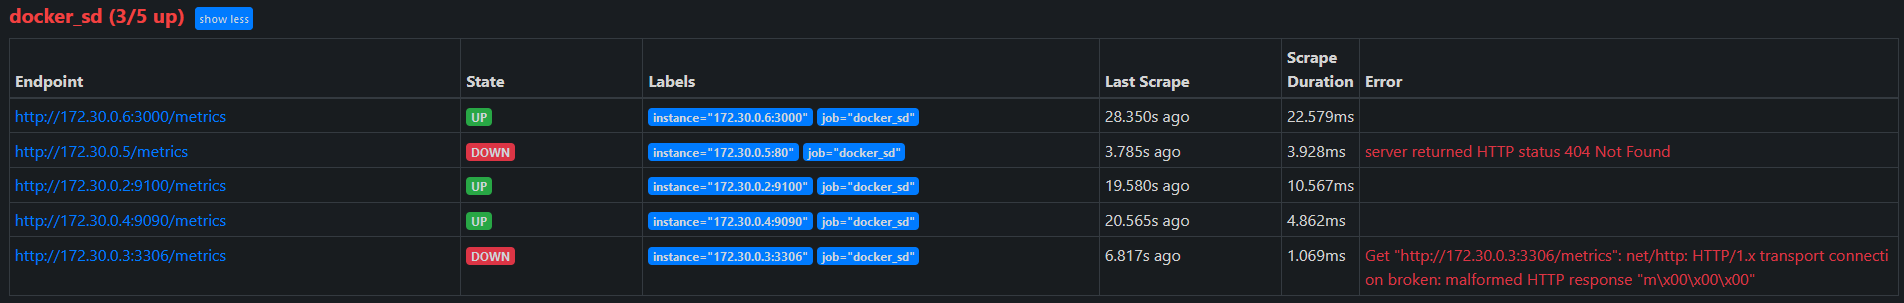 docker_sd (3/5 up) show less
Endpoint State Labels Last Scrape Scrape Duration Error
http://172.30.0.6:3000/metrics UP instance="172.30.0.6:3000" job="docker_sd" 28.350s ago 22.579ms
http://172.30.0.5/metrics DOWN instance="172.30.0.5:80" job="docker_sd" 3.785s ago 3.928ms server returned HTTP status 404 Not Found
http://172.30.0.2:9100/metrics UP instance="172.30.0.2:9100" job="docker_sd" 19.580s ago 10.567ms
http://172.30.0.4:9090/metrics UP instance="172.30.0.4:9090" job="docker_sd" 20.565s ago 4.862ms
http://172.30.0.3:3306/metrics DOWN instance="172.30.0.3:3306" job="docker_sd" 6.817s ago 1.069ms Get "http://172.30.0.3:3306/metrics": net/http: HTTP/1.x transport connecti
on broken: malformed HTTP response "m\x00\x00\x00"